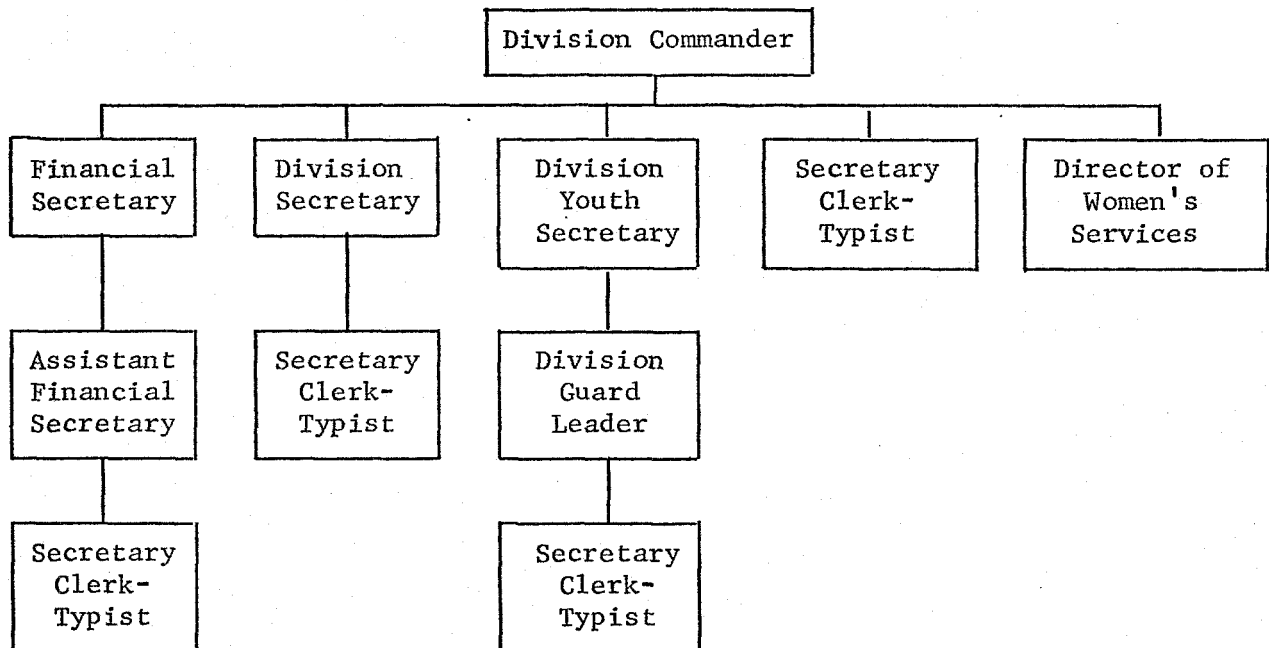 Division Commander
Financial
Secretary
Division
Secretary
Division
Youth
Secretary
Secretary
Clerk-
Typist
Director of
Women's
Services
Assistant
Financial
Secretary
Secretary
Clerk-
Typist
Division
Guard
Leader
Secretary
Clerk-
Typist
Secretary
Clerk-
Typist